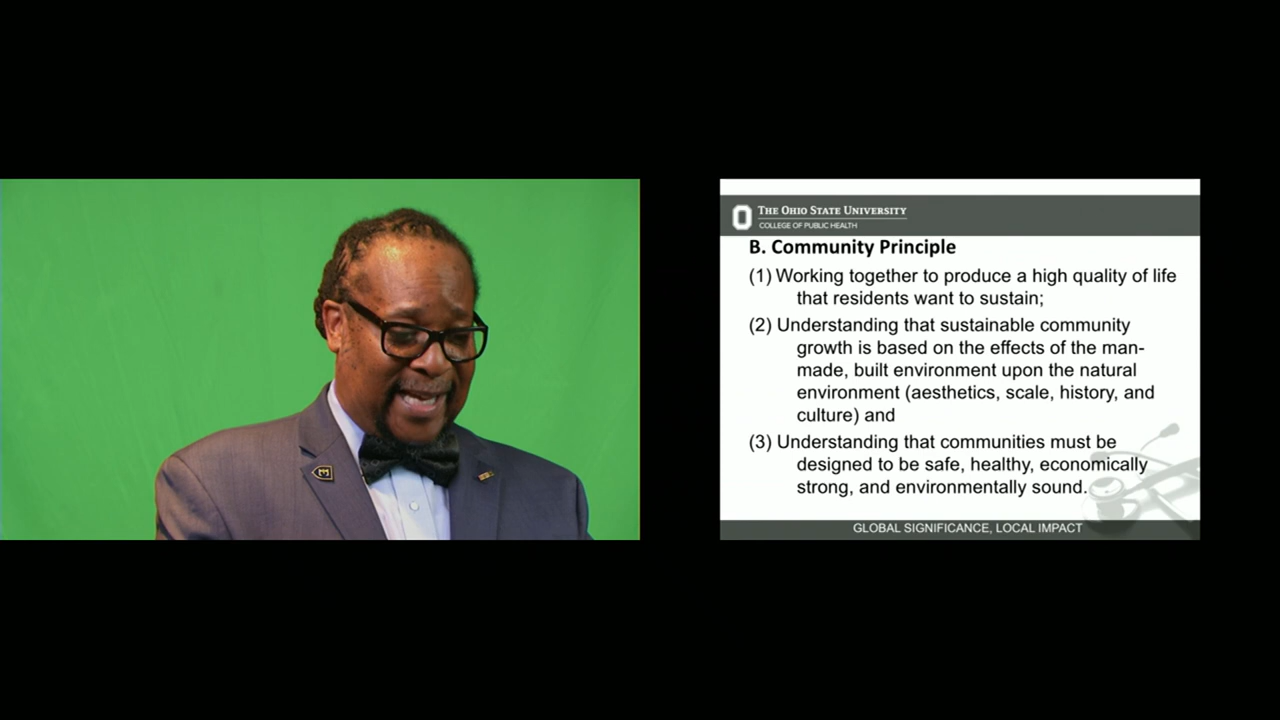 THE OHIO STATE UNIVERSITY
COLLEGE OF PUBLIC HEALTH
B. Community Principle
(1) Working together to produce a high quality of life
that residents want to sustain;
(2) Understanding that sustainable community
growth is based on the effects of the man-
made, built environment upon the natural
environment (aesthetics, scale, history, and
culture) and
(3) Understanding that communities must be
designed to be safe, healthy, economically
strong, and environmentally sound.
GLOBAL SIGNIFICANCE, LOCAL IMPACT